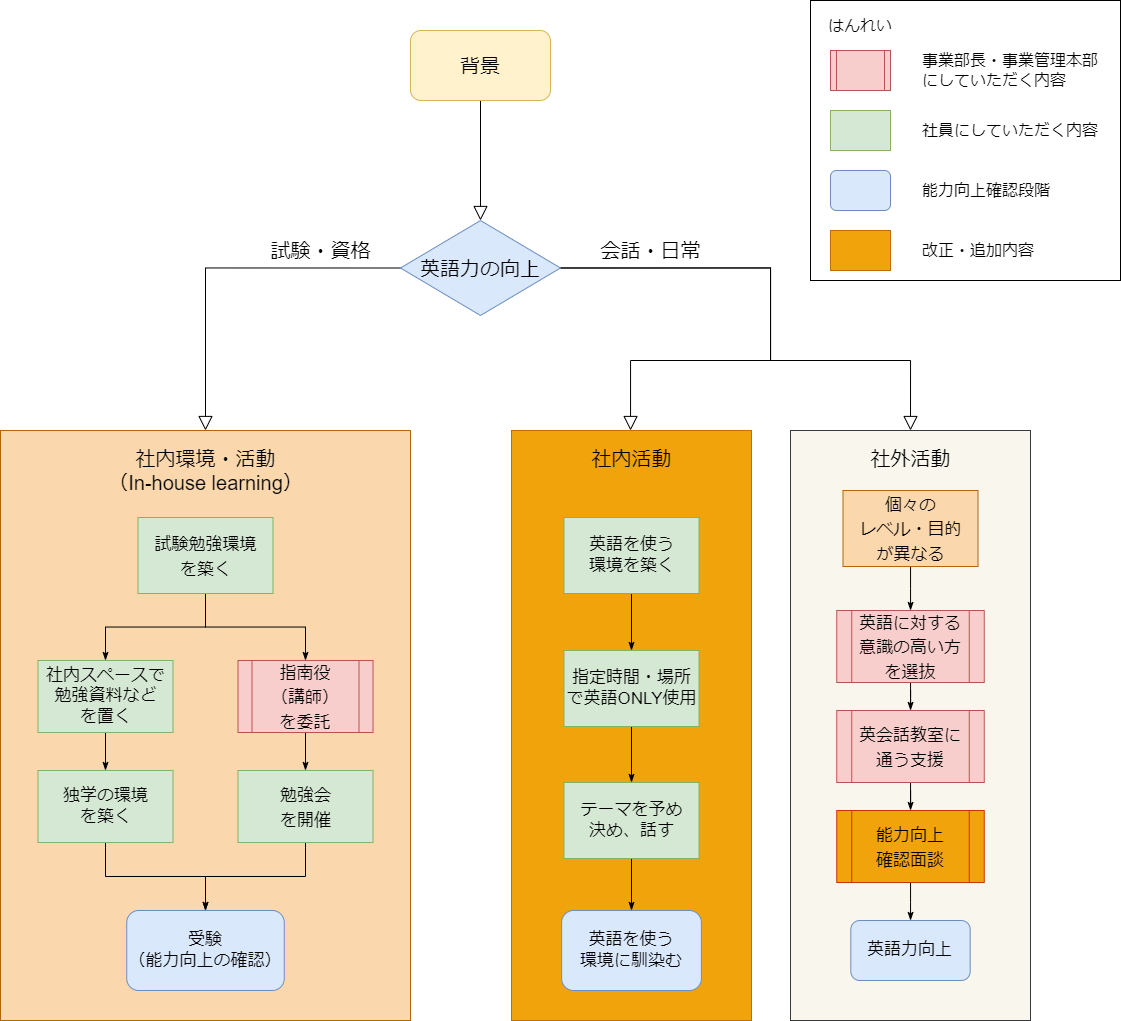 背景
はんれい
事業部長・事業管理本部
にしていただく内容
社員にしていただく内容
能力向上確認段階
改正・追加内容
試験・資格
英語力の向上
会話・日常
社内環境・活動
（In-house learning）
試験勉強環境
を築く
社内スペースで
勉強資料など
を置く
指南役
（講師）
を委託
独学の環境
を築く
勉強会
を開催
受験
（能力向上の確認）
社内活動
英語を使う
環境を築く
指定時間・場所
で英語ONLY使用
テーマを予め
決め、話す
英語を使う
環境に馴染む
社外活動
個々の
レベル・目的
が異なる
英語に対する
意識の高い方
を選抜
英会話教室に
通う支援
能力向上
確認面談
英語力向上